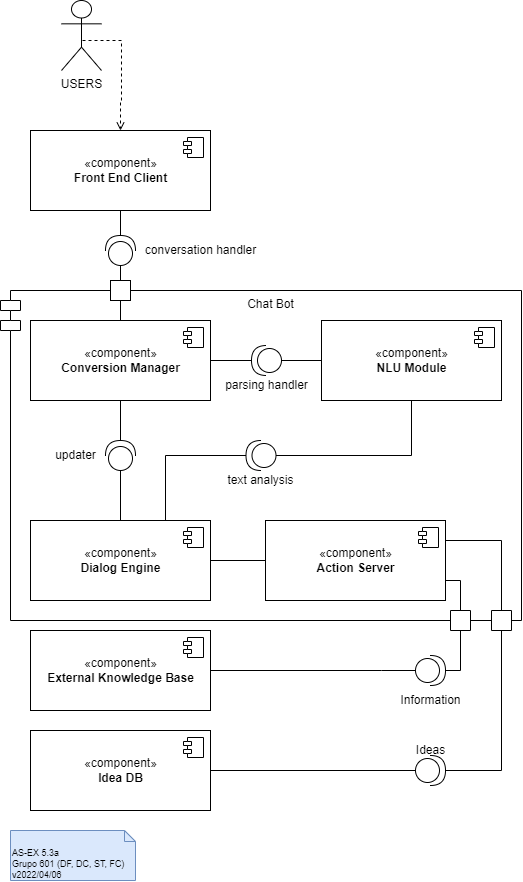 USERS
«component»
Front End Client
conversation handler
Chat Bot
«component»
Conversion Manager
«component»
NLU Module
parsing handler
updater
text analysis
«component»
Dialog Engine
«component»
Action Server
«component»
External Knowledge Base
Information
«component»
Idea DB
Ideas
AS-EX 5.3a
Grupo 601 (DF, DC, ST, FC)
v2022/04/06